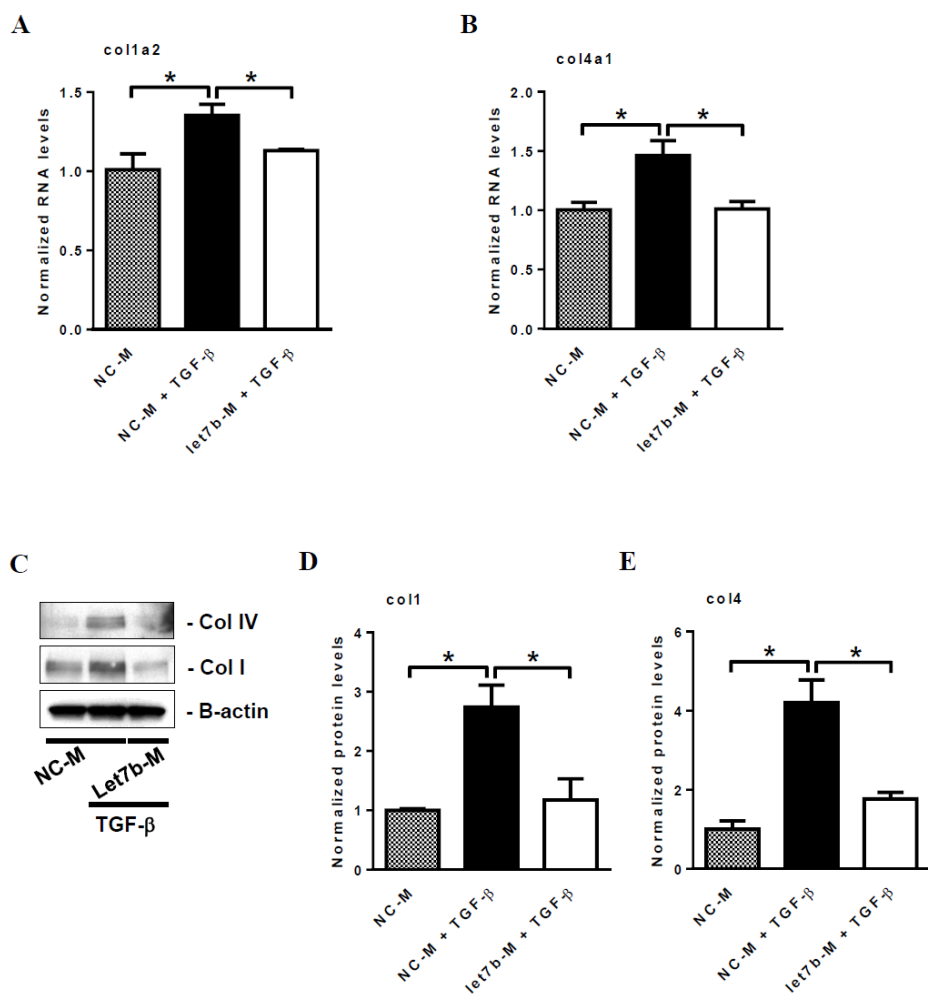 A
col1a2
Normalized RNA levels
1.5
1.0
0.5
0.0
*
*
NC-M
NC-M + TGF-β
let7b-M + TGF-β
B
col4a1
Normalized RNA levels
2.0
1.5
1.0
0.5
0.0
*
*
NC-M
NC-M + TGF-β
let7b-M + TGF-β
C
- Col IV
- Col I
- B-actin
NC-M
Let7b-M
TGF-β
D
col1
Normalized protein levels
4
3
2
1
0
*
*
NC-M
NC-M + TGF-β
let7b-M + TGF-β
E
col4
Normalized protein levels
6
4
2
0
*
*
NC-M
NC-M + TGF-β
let7b-M + TGF-β